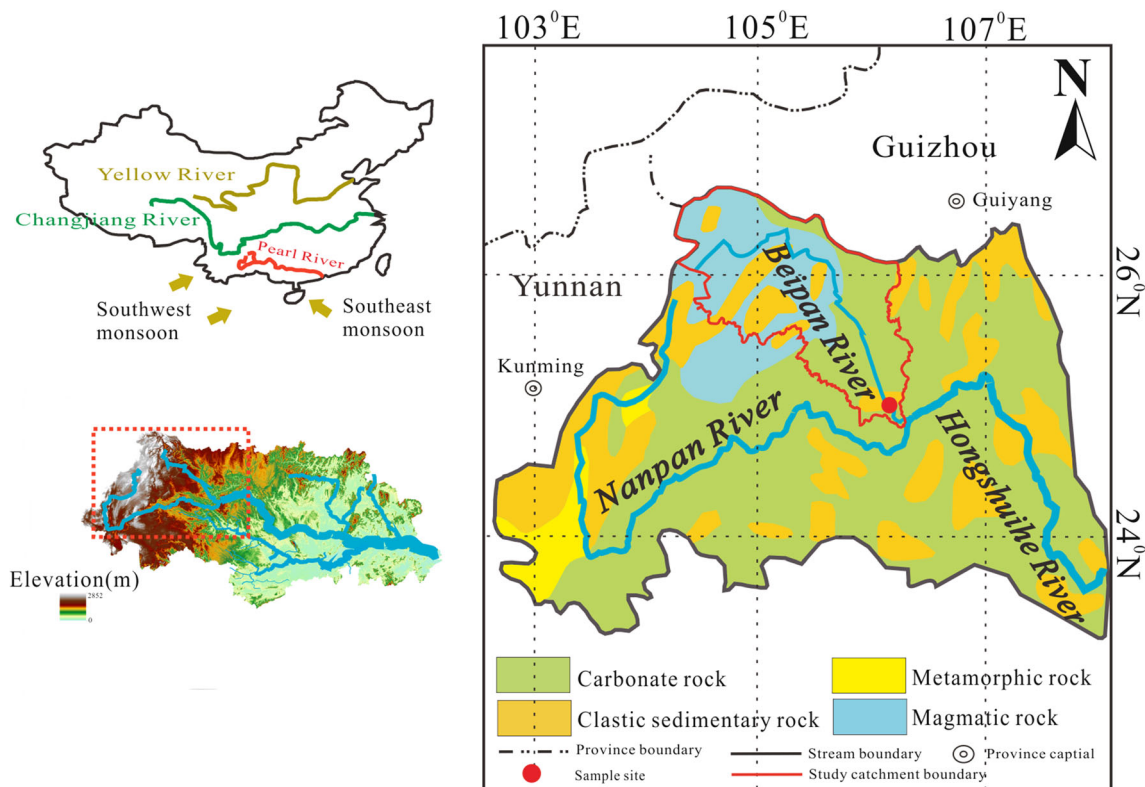 103⁰E
105⁰E
107⁰E
N
Guizhou
Guiyang
Yellow River
Changjiang River
Pearl River
Southwest
monsoon
Southeast
monsoon
26⁰N
Yunnan
Beipan River
Kunming
Nanpan River
Hongshuihe River
24⁰N
Elevation(m)
2852
0
Carbonate rock
Metamorphic rock
Clastic sedimentary rock
Magmatic rock
Province boundary
Stream boundary
Province captial
Sample site
Study catchment boundary